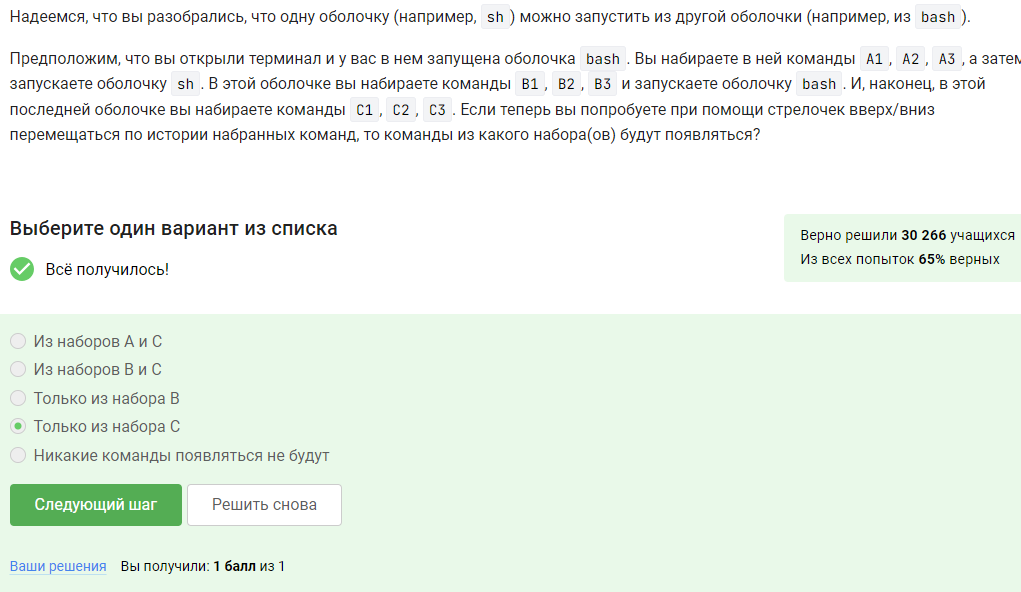 Надеемся, что вы разобрались, что одну оболочку (например, sh) можно запустить из другой оболочки (например, из bash).
Предположим, что вы открыли терминал и у вас в нем запущена оболочка bash. Вы набираете в ней команды A1, A2, A3, а затем
запускаете оболочку sh. В этой оболочке вы набираете команды B1, B2, B3 и запускаете оболочку bash. И, наконец, в этой
последней оболочке вы набираете команды C1, C2, C3. Если теперь вы попробуете при помощи стрелочек вверх/вниз
перемещаться по истории набранных команд, то команды из какого набора(ов) будут появляться?
Выберите один вариант из списка
Всё получилось!
Верно решили 30 266 учащихся
Из всех попыток 65% верных
Из наборов A и C
Из наборов B и C
Только из набора B
Только из набора C
Никакие команды появляться не будут
Следующий шаг
Решить снова
Ваши решения Вы получили: 1 балл из 1